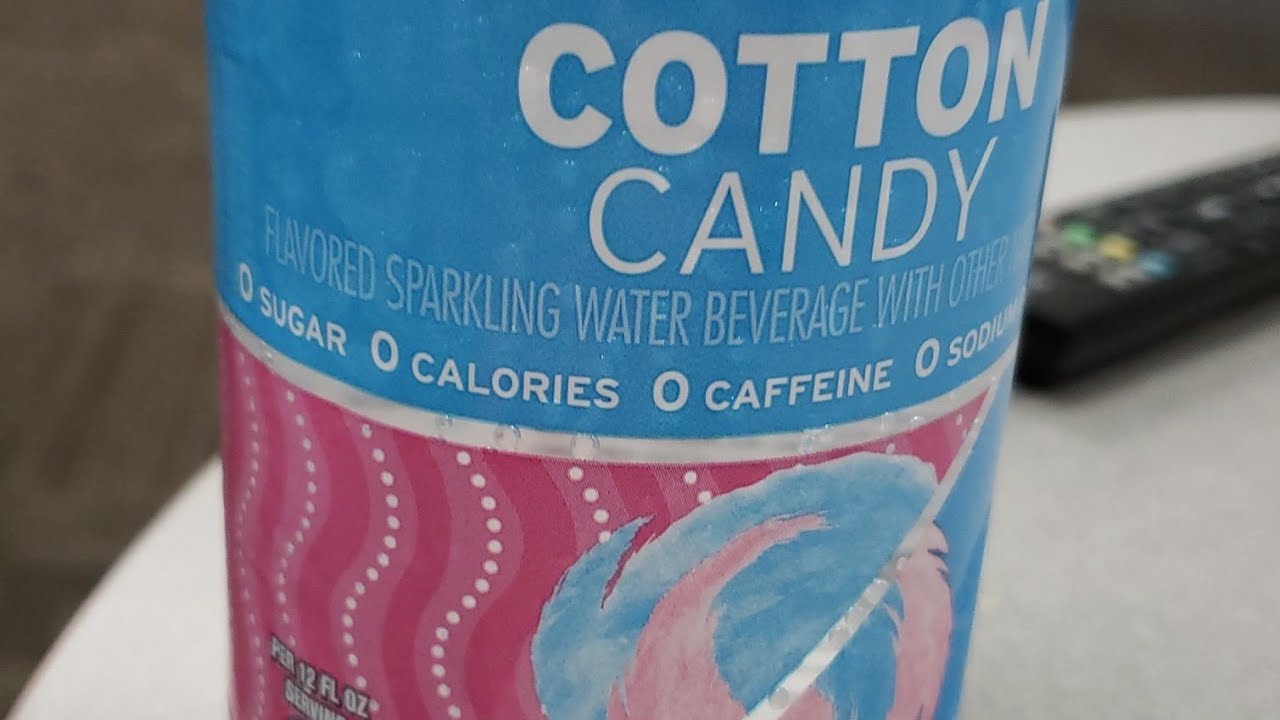 COTTON
CANDY
FLAVORED SPARKLING WATER BEVERAGE WITH OTHER
0 SUGAR 0 CALORIES 0 CAFFEINE 0 SODIUM
PER 12 FL OZ